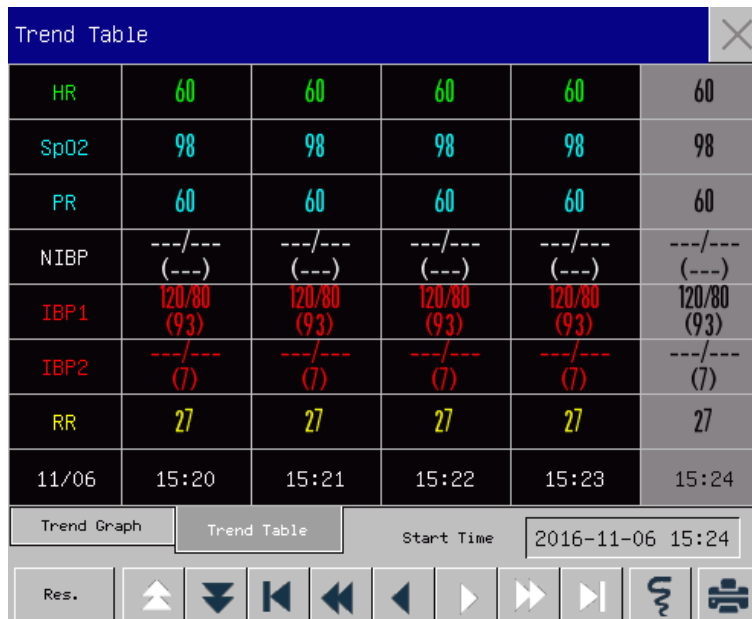 Trend Table
HR 60 60 60 60 60
SpO2 98 98 98 98 98
PR 60 60 60 60 60
NIBP ---/--- ---/--- ---/--- ---/--- ---/---
(---) (---) (---) (---) (---)
IBP1 120/80 120/80 120/80 120/80 120/80
(93) (93) (93) (93) (93)
IBP2 ---/--- ---/--- ---/--- ---/--- ---/---
(7) (7) (7) (7) (7)
RR 27 27 27 27 27
11/06 15:20 15:21 15:22 15:23 15:24
Trend Graph Trend Table Start Time 2016-11-06 15:24
Res.